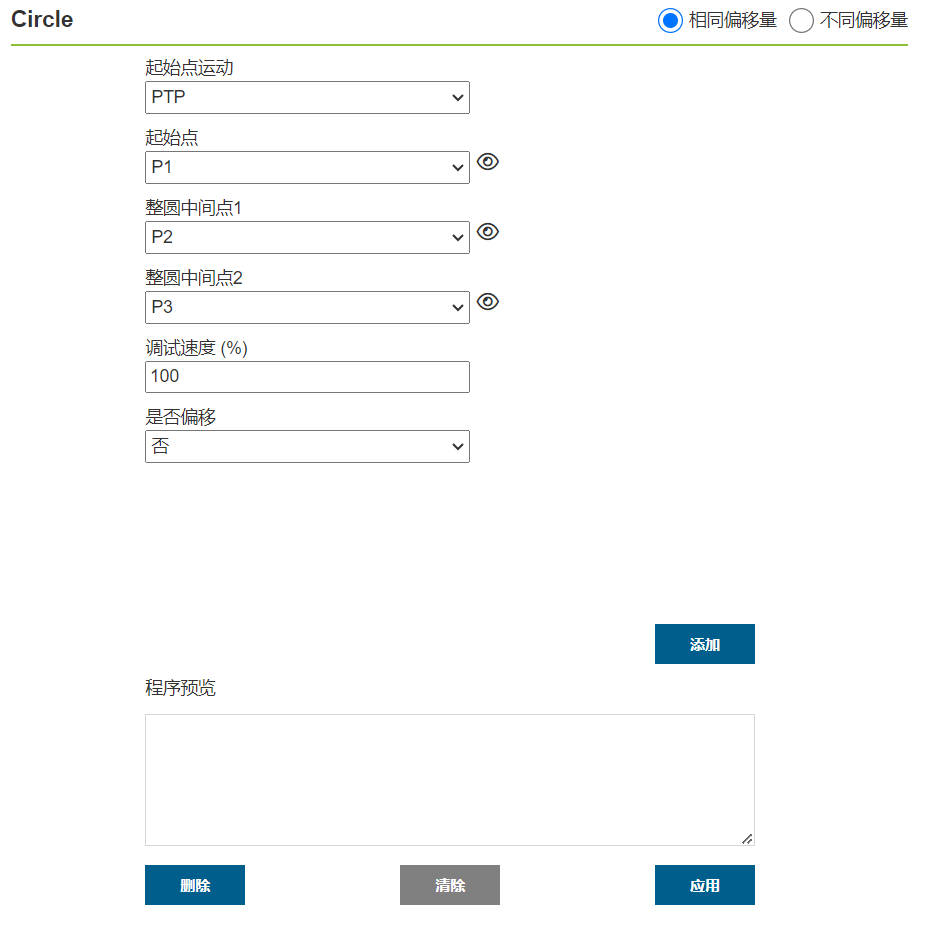 Circle
相同偏移量 不同偏移量
起始点运动
PTP
起始点
P1
整圆中间点1
P2
整圆中间点2
P3
调试速度 (%)
100
是否偏移
否
添加
程序预览
删除 清除 应用